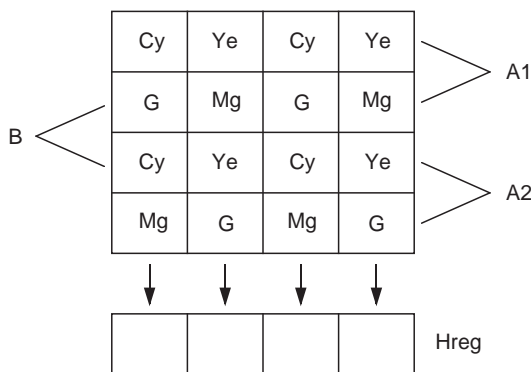 Cy Ye Cy Ye
A1
G Mg G Mg
B
Cy Ye Cy Ye
A2
Mg G Mg G
Hreg